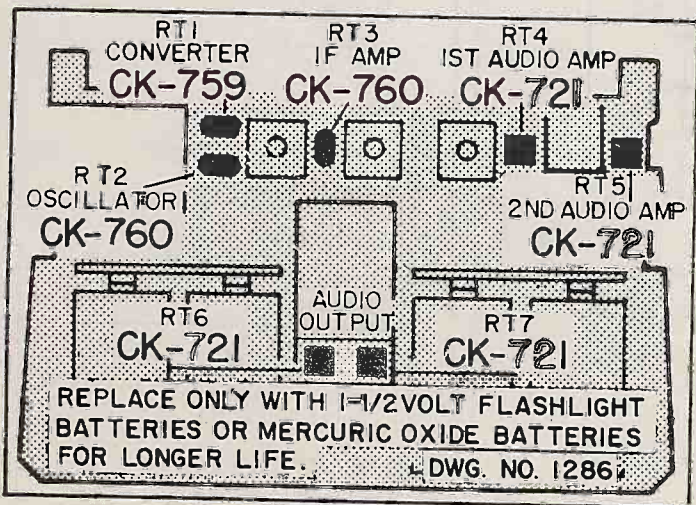 RT1
CONVERTER
CK-759
RT3
IF AMP
CK-760
RT4
1ST AUDIO AMP
CK-721
RT2
OSCILLATOR
CK-760
RT5
2ND AUDIO AMP
CK-721
AUDIO
OUTPUT
RT6
CK-721
RT7
CK-721
REPLACE ONLY WITH 1-1/2 VOLT FLASHLIGHT
BATTERIES OR MERCURIC OXIDE BATTERIES
FOR LONGER LIFE.
DWG. NO. 1286